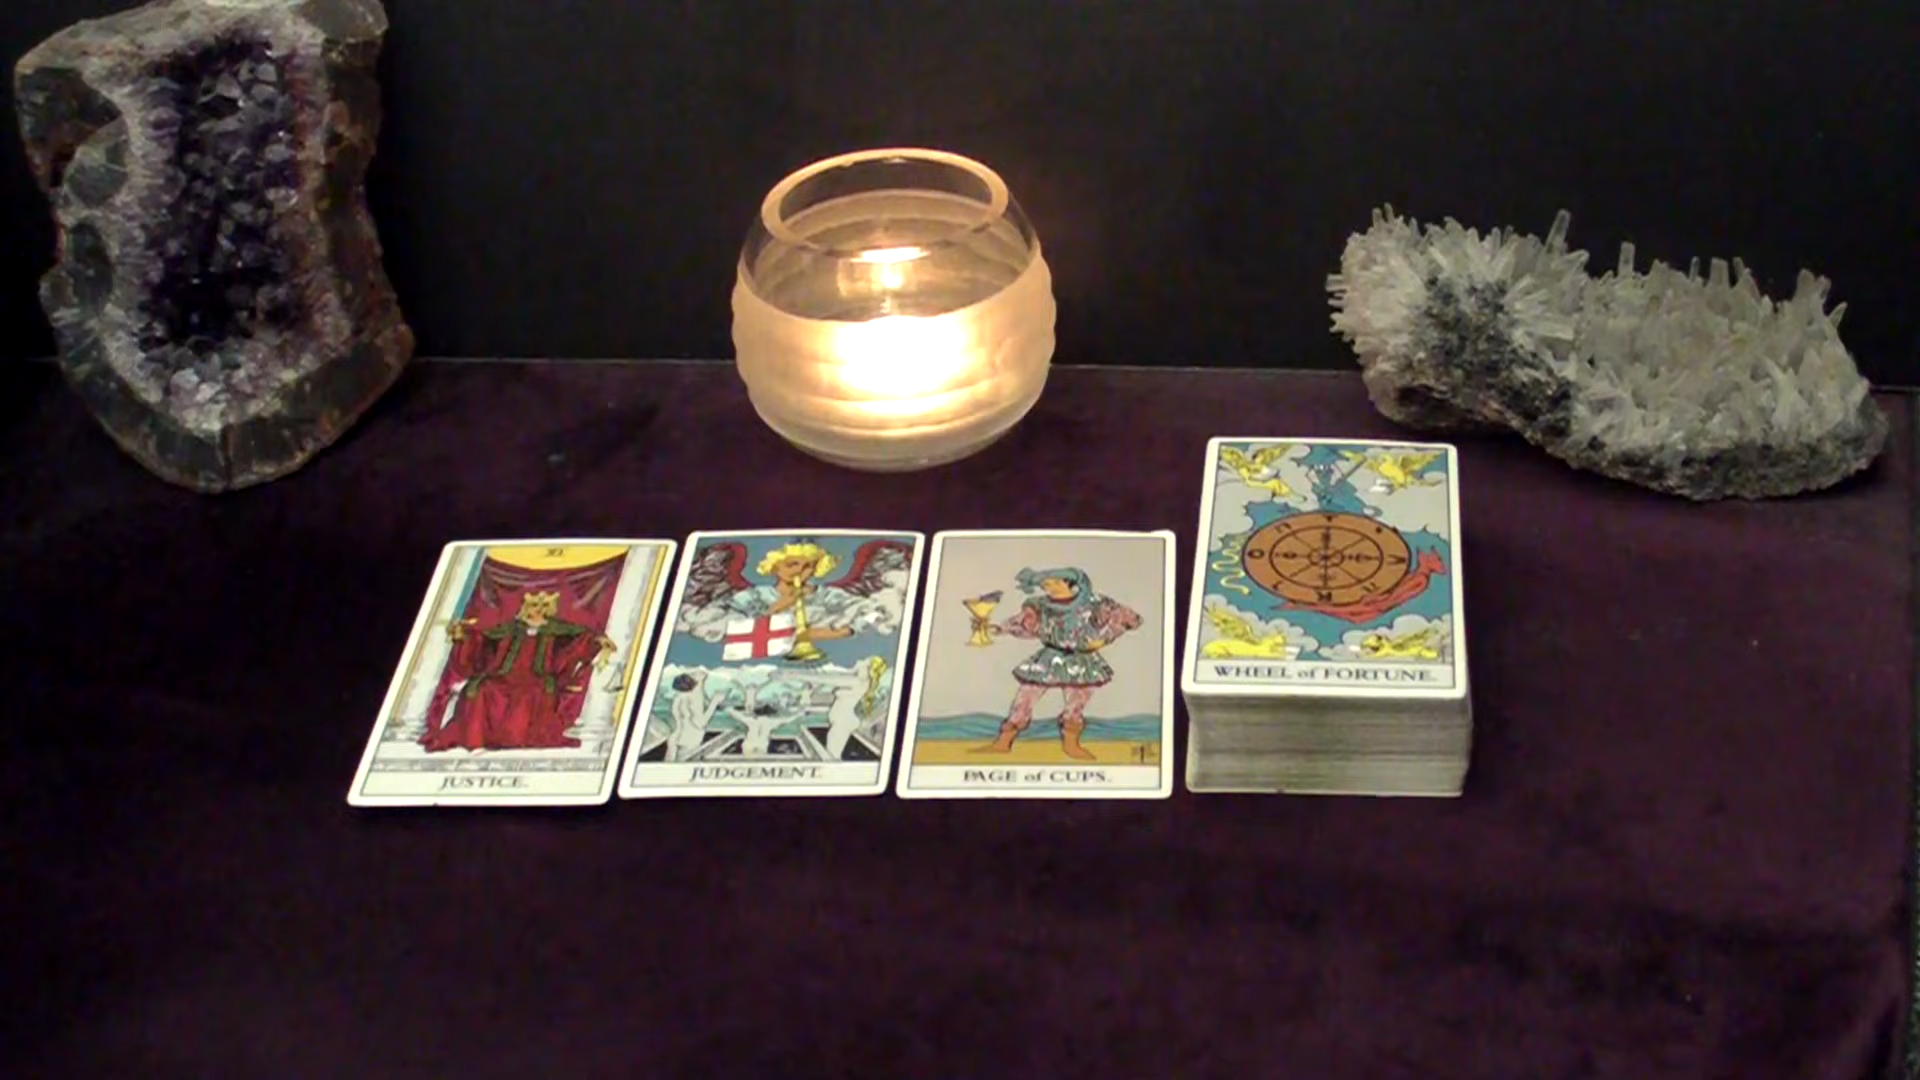 JUSTICE.
JUDGEMENT.
PAGE of CUPS.
WHEEL of FORTUNE.